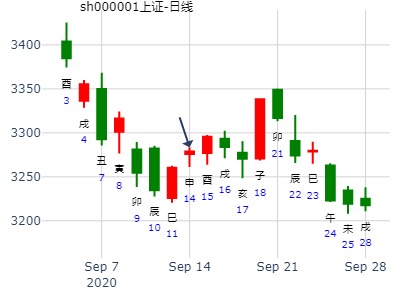 sh000001上证-日线
3400
3350
3300
3250
3200
酉 3
戌 4
丑 7
寅 8
卯 9
辰 10
巳 11
申 14
酉 15
戌 16
亥 17
子 18
卯 21
辰 22
巳 23
午 24
未 25
戌 28
Sep 7
2020
Sep 14
Sep 21
Sep 28